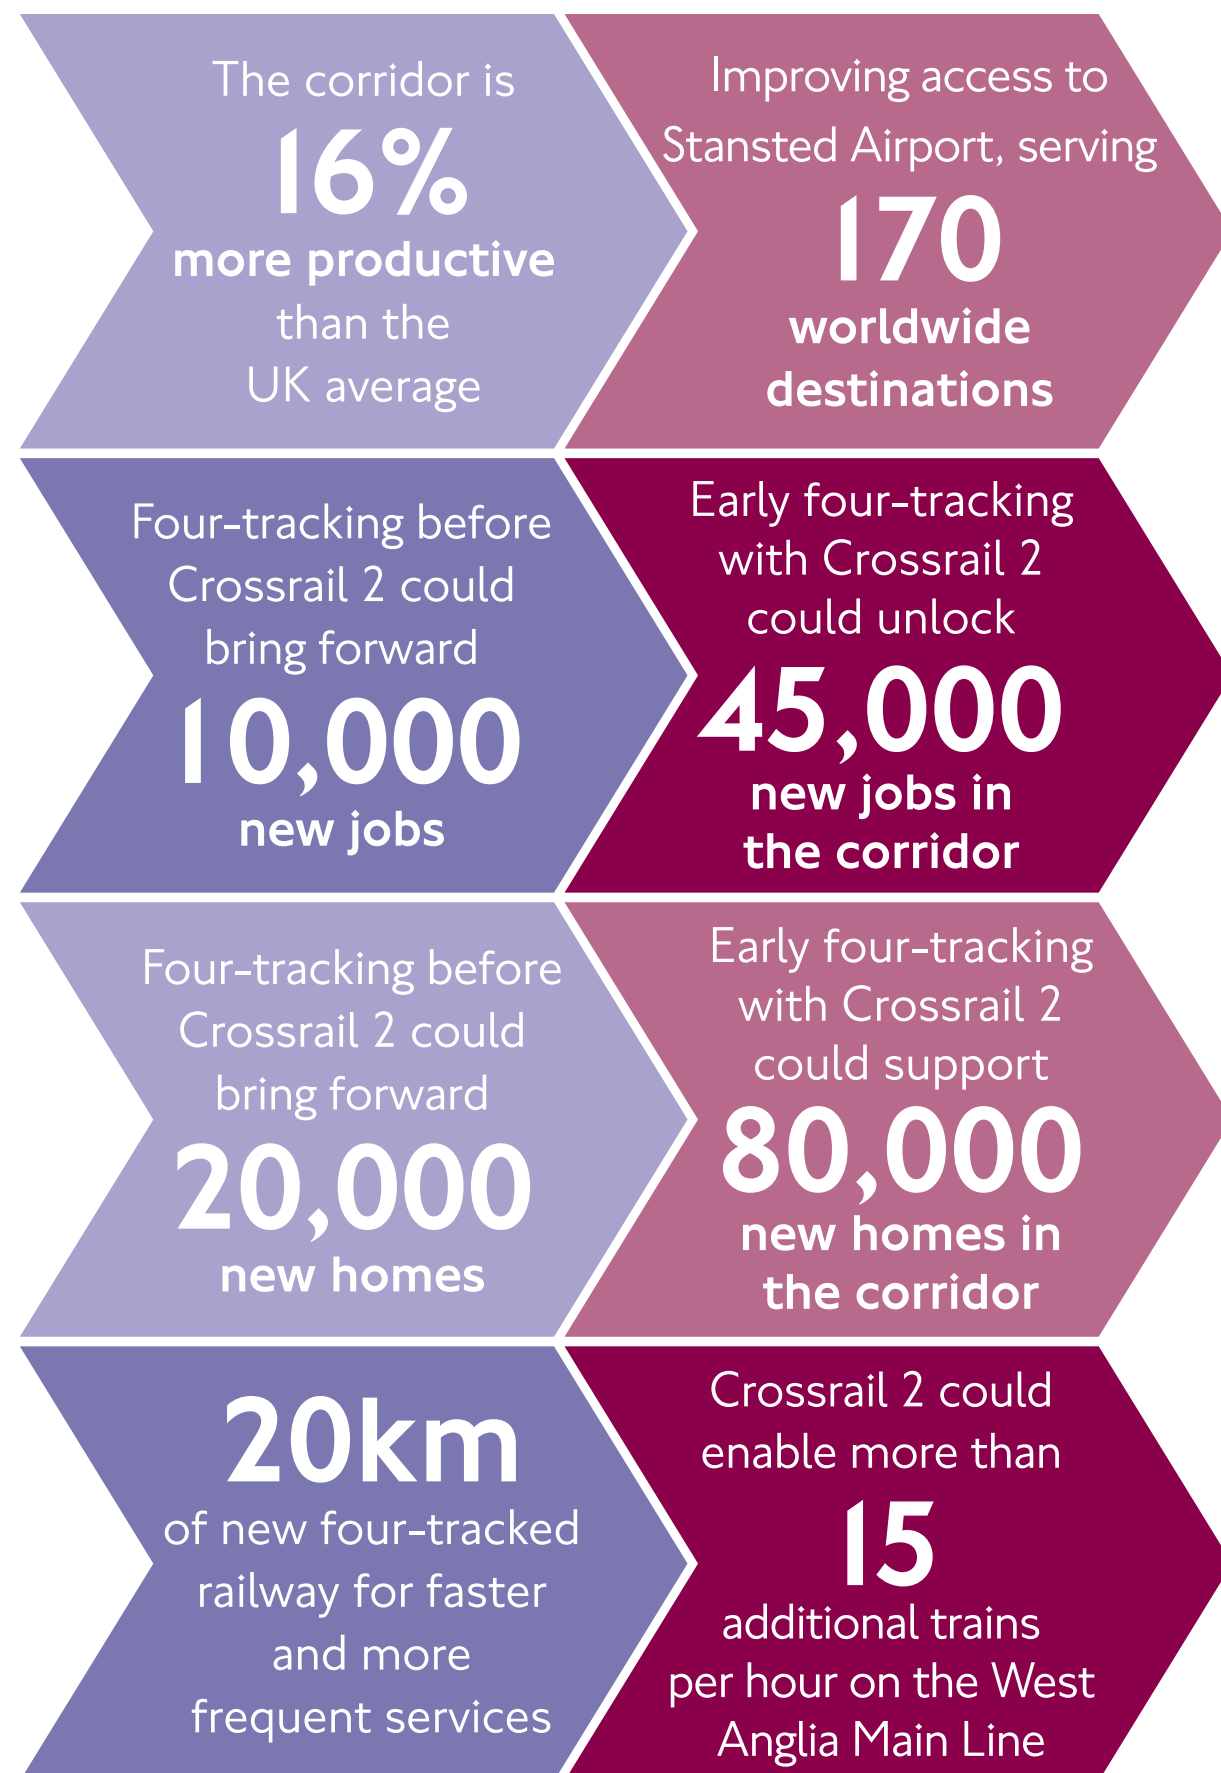 The corridor is
16%
more productive
than the
UK average
Improving access to
Stansted Airport, serving
170
worldwide
destinations
Four-tracking before
Crossrail 2 could
bring forward
10,000
new jobs
Early four-tracking
with Crossrail 2
could unlock
45,000
new jobs in
the corridor
Four-tracking before
Crossrail 2 could
bring forward
20,000
new homes
Early four-tracking
with Crossrail 2
could support
80,000
new homes in
the corridor
20km
of new four-tracked
railway for faster
and more
frequent services
Crossrail 2 could
enable more than
15
additional trains
per hour on the West
Anglia Main Line